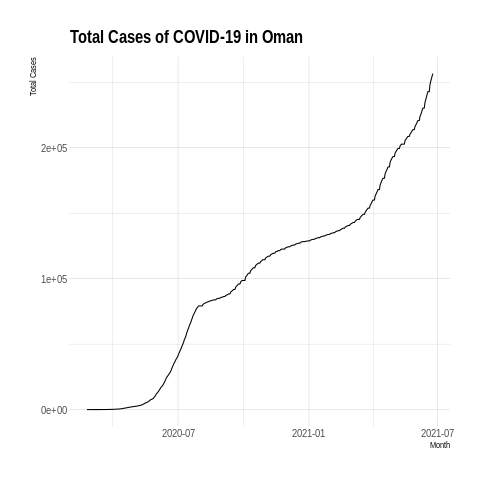 Total Cases of COVID-19 in Oman
Total Cases
2e+05
1e+05
0e+00
2020-07
2021-01
2021-07
Month